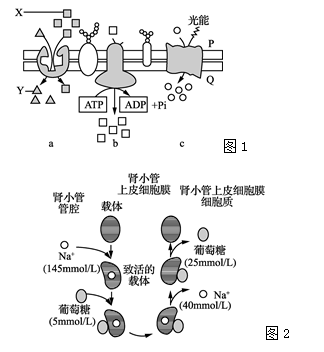 X
光能
P
Q
Y
ATP
ADP
+Pi
a
b
c
图1
肾小管
管腔
载体
肾小管
上皮细胞膜
肾小管上皮细胞膜
细胞质
Na⁺
(145mmol/L)
致活的
载体
葡萄糖
(5mmol/L)
葡萄糖
(25mmol/L)
Na⁺
(40mmol/L)
图2